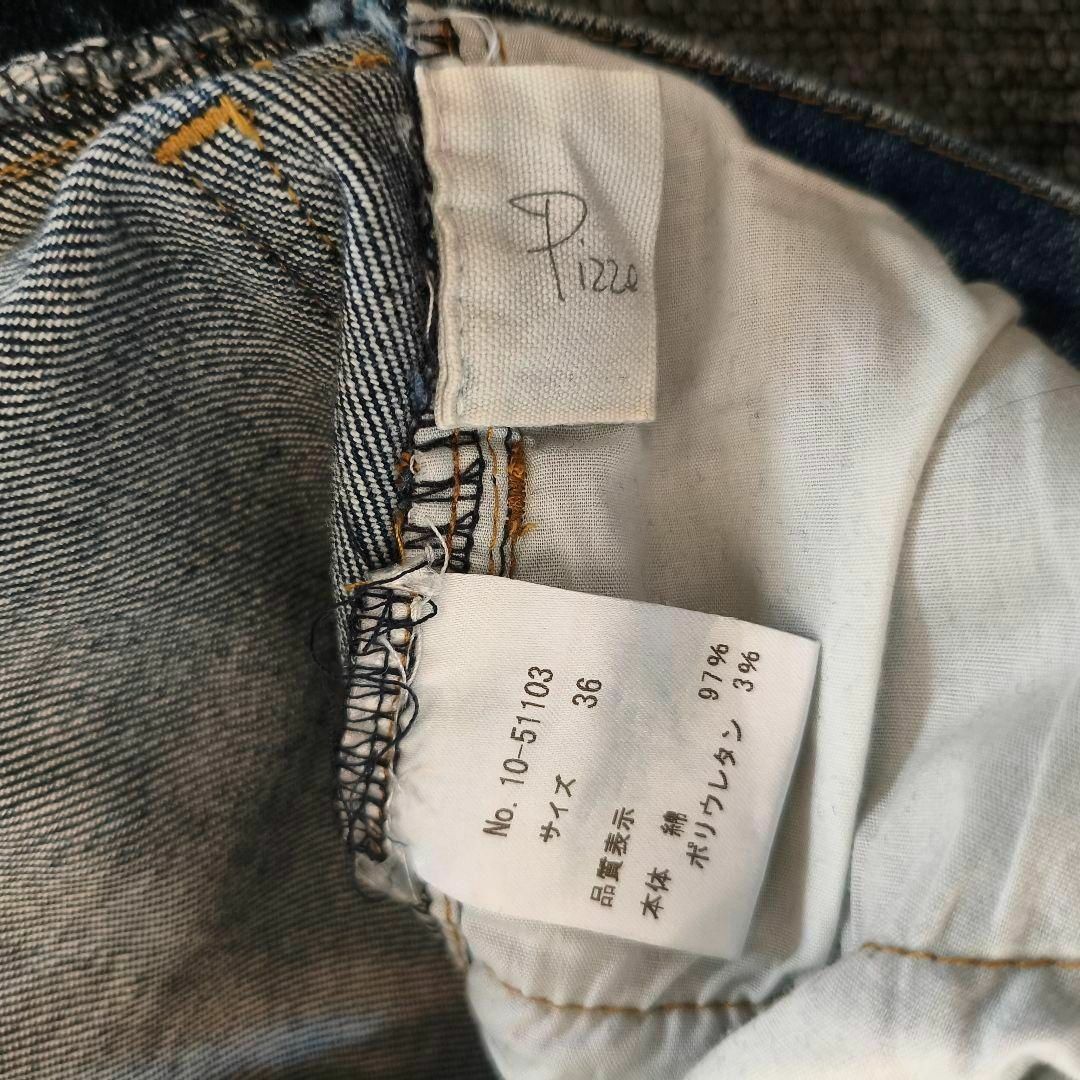 Pizze
No. 10-51103
サイズ 36
品質表示
本体 綿 97%
ポリウレタン 3%